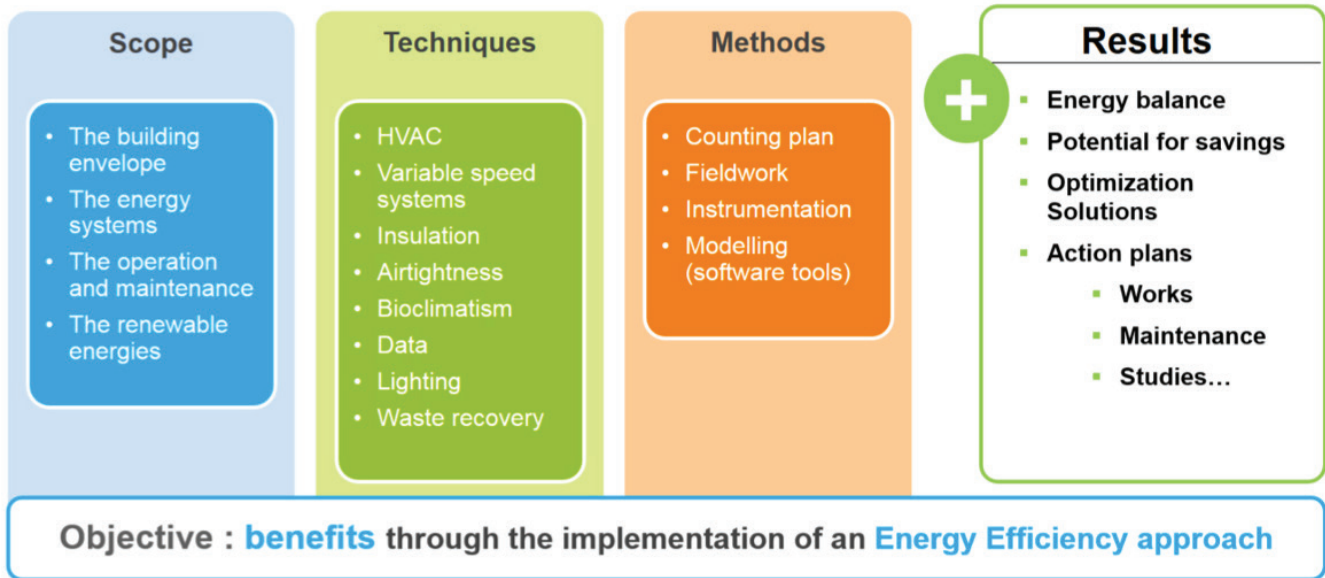 Scope
• The building
envelope
• The energy
systems
• The operation
and maintenance
• The renewable
energies
Techniques
• HVAC
• Variable speed
systems
• Insulation
• Airtightness
• Bioclimatism
• Data
• Lighting
• Waste recovery
Methods
• Counting plan
• Fieldwork
• Instrumentation
• Modelling
(software tools)
+
Results
▪ Energy balance
▪ Potential for savings
▪ Optimization
Solutions
▪ Action plans
▪ Works
▪ Maintenance
▪ Studies…
Objective : benefits through the implementation of an Energy Efficiency approach